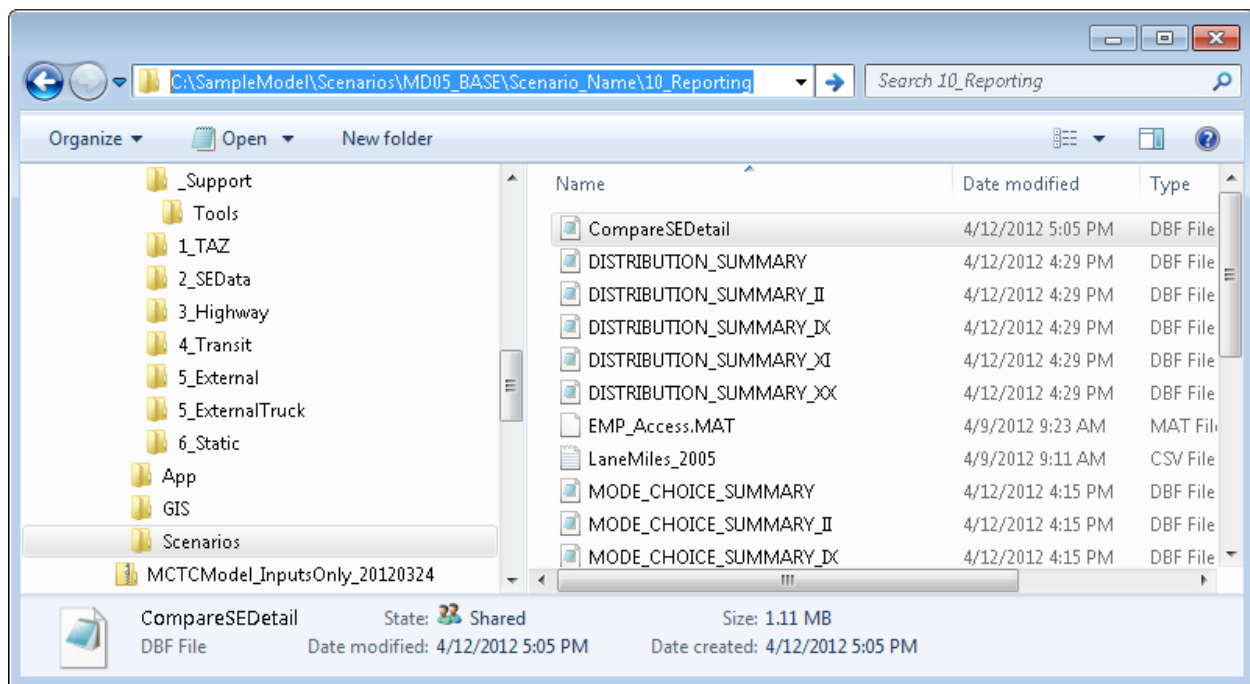 C:\SampleModel\Scenarios\MD05_BASE\Scenario_Name\10_Reporting
Search 10_Reporting
Organize Open New folder
_Support
Tools
1_TAZ
2_SEData
3_Highway
4_Transit
5_External
5_ExternalTruck
6_Static
App
GIS
Scenarios
MCTCModel_InputsOnly_20120324
Name Date modified Type
CompareSEDetail 4/12/2012 5:05 PM DBF File
DISTRIBUTION_SUMMARY 4/12/2012 4:29 PM DBF File
DISTRIBUTION_SUMMARY_II 4/12/2012 4:29 PM DBF File
DISTRIBUTION_SUMMARY_IX 4/12/2012 4:29 PM DBF File
DISTRIBUTION_SUMMARY_XI 4/12/2012 4:29 PM DBF File
DISTRIBUTION_SUMMARY_XX 4/12/2012 4:29 PM DBF File
EMP_Access.MAT 4/9/2012 9:23 AM MAT Fil
LaneMiles_2005 4/9/2012 9:11 AM CSV File
MODE_CHOICE_SUMMARY 4/12/2012 4:15 PM DBF File
MODE_CHOICE_SUMMARY_II 4/12/2012 4:15 PM DBF File
MODE_CHOICE_SUMMARY_IX 4/12/2012 4:15 PM DBF File
CompareSEDetail State: Shared Size: 1.11 MB
DBF File Date modified: 4/12/2012 5:05 PM Date created: 4/12/2012 5:05 PM